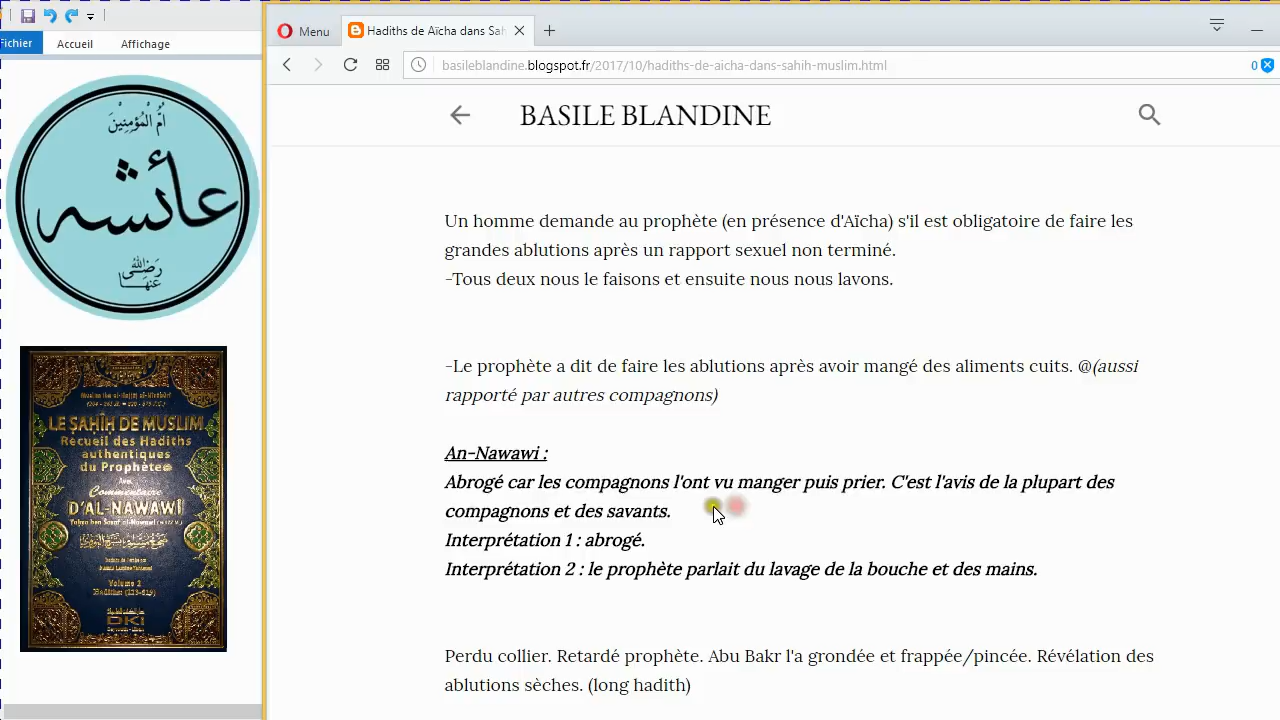 Fichier Accueil Affichage
Menu
Hadiths de Aïcha dans Sah
basileblandine.blogspot.fr/2017/10/hadiths-de-aicha-dans-sahih-muslim.html
0
BASILE BLANDINE
أم المؤمنين
عائشه
رضي الله
عنها
LE SAHÎH DE MUSLIM
Recueil des Hadiths
authentiques
du Prophète
Avec
Commentaire
D'AL-NAWAWÎ
Volume 2
DKi
Un homme demande au prophète (en présence d'Aïcha) s'il est obligatoire de faire les
grandes ablutions après un rapport sexuel non terminé.
-Tous deux nous le faisons et ensuite nous nous lavons.
-Le prophète a dit de faire les ablutions après avoir mangé des aliments cuits. @(aussi
rapporté par autres compagnons)
An-Nawawi :
Abrogé car les compagnons l'ont vu manger puis prier. C'est l'avis de la plupart des
compagnons et des savants.
Interprétation 1 : abrogé.
Interprétation 2 : le prophète parlait du lavage de la bouche et des mains.
Perdu collier. Retardé prophète. Abu Bakr l'a grondée et frappée/pincée. Révélation des
ablutions sèches. (long hadith)